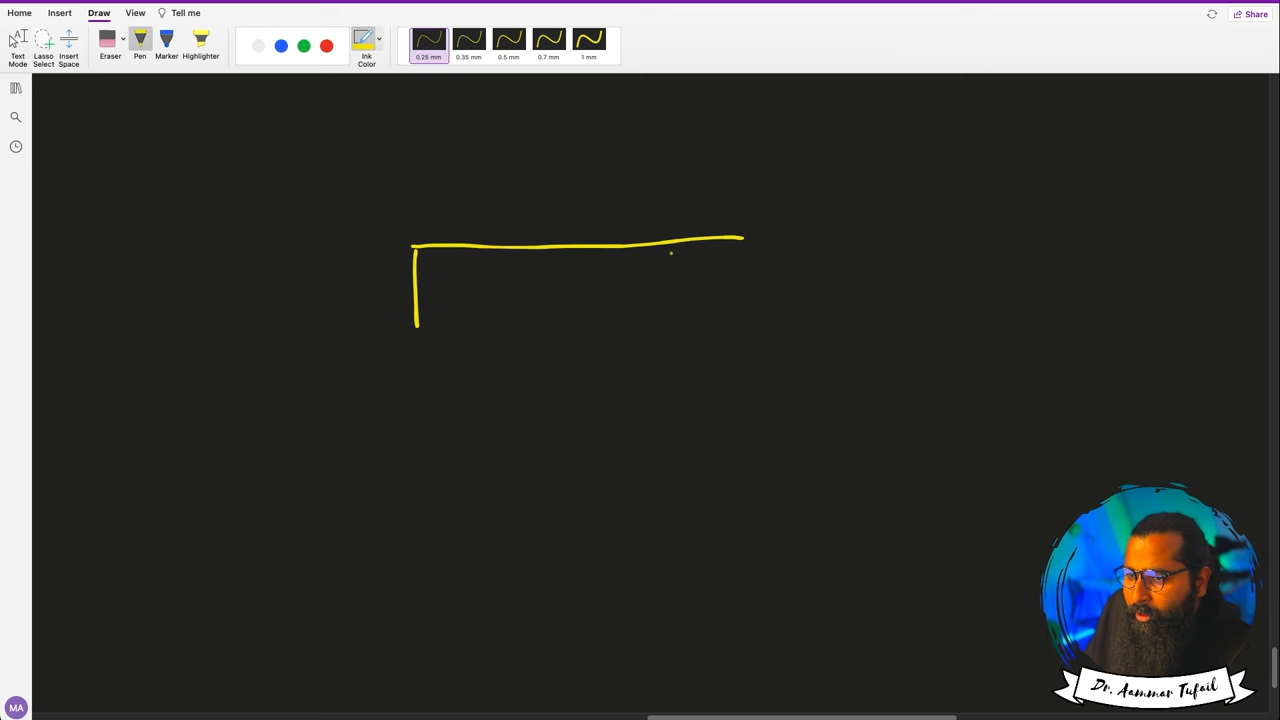 Home Insert Draw View Tell me
Share
Text Mode
Lasso Select
Insert Space
Eraser
Pen
Marker
Highlighter
Ink Color
0.25 mm
0.35 mm
0.5 mm
0.7 mm
1 mm
MA
Dr. Aammar Tufail